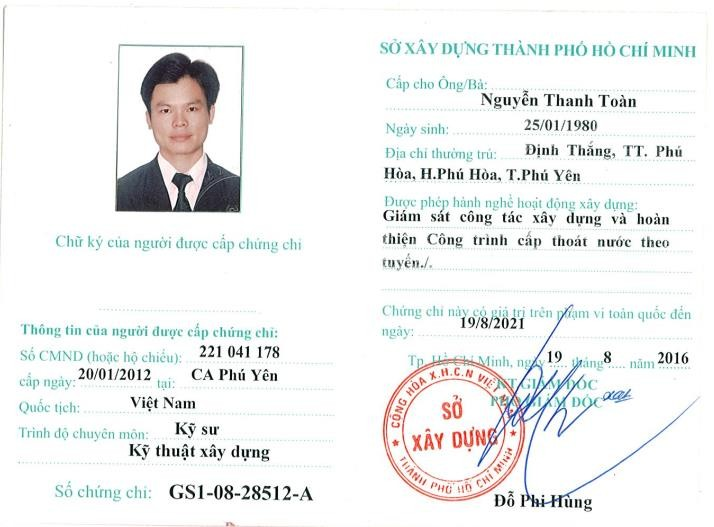 Chữ ký của người được cấp chứng chỉ
Thông tin của người được cấp chứng chỉ:
Số CMND (hoặc hộ chiếu): 221 041 178
cấp ngày: 20/01/2012 tại: CA Phú Yên
Quốc tịch: Việt Nam
Trình độ chuyên môn: Kỹ sư
Kỹ thuật xây dựng
Số chứng chỉ: GS1-08-28512-A
SỞ XÂY DỰNG THÀNH PHỐ HỒ CHÍ MINH
Cấp cho Ông/Bà:
Nguyễn Thanh Toàn
Ngày sinh: 25/01/1980
Địa chỉ thường trú: Định Thắng, TT. Phú
Hòa, H.Phú Hòa, T.Phú Yên
Được phép hành nghề hoạt động xây dựng:
Giám sát công tác xây dựng và hoàn
thiện Công trình cấp thoát nước theo
tuyến./.
Chứng chỉ này có giá trị trên phạm vi toàn quốc đến
ngày: 19/8/2021
Tp. Hồ Chí Minh, ngày 19 tháng 8 năm 2016
KT GIÁM ĐỐC
PHÓ GIÁM ĐỐC
CỘNG HÒA X.H.C.N VIỆT
SỞ
XÂY DỰNG
THÀNH PHỐ HỒ CHÍ MINH
Đỗ Phi Hùng